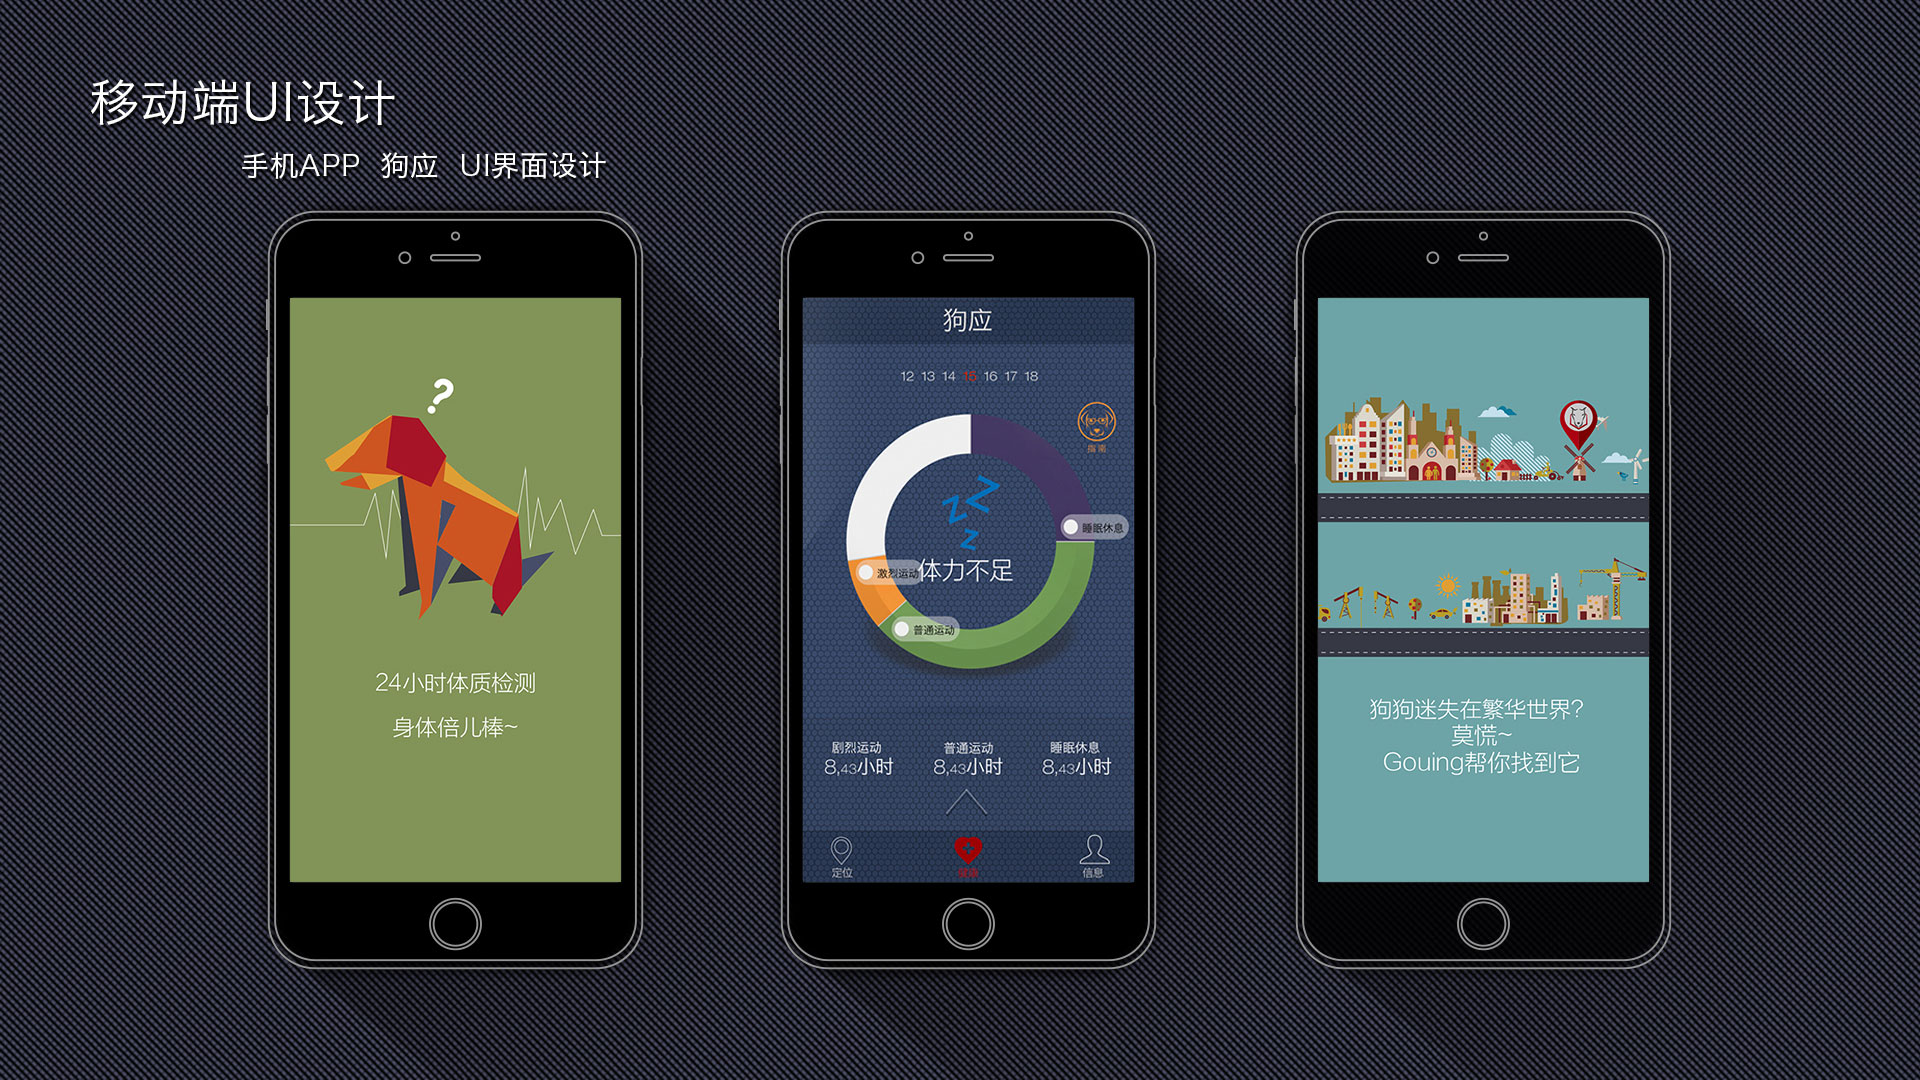 移动端UI设计
手机APP 狗应 UI界面设计
?
24小时体质检测
身体倍儿棒~
狗应
12 13 14 15 16 17 18
指南
Z Z Z
睡眠休息
激烈运动
体力不足
普通运动
剧烈运动 普通运动 睡眠休息
8,43小时 8,43小时 8,43小时
定位 健康 信息
狗狗迷失在繁华世界?
莫慌~
Gouing帮你找到它